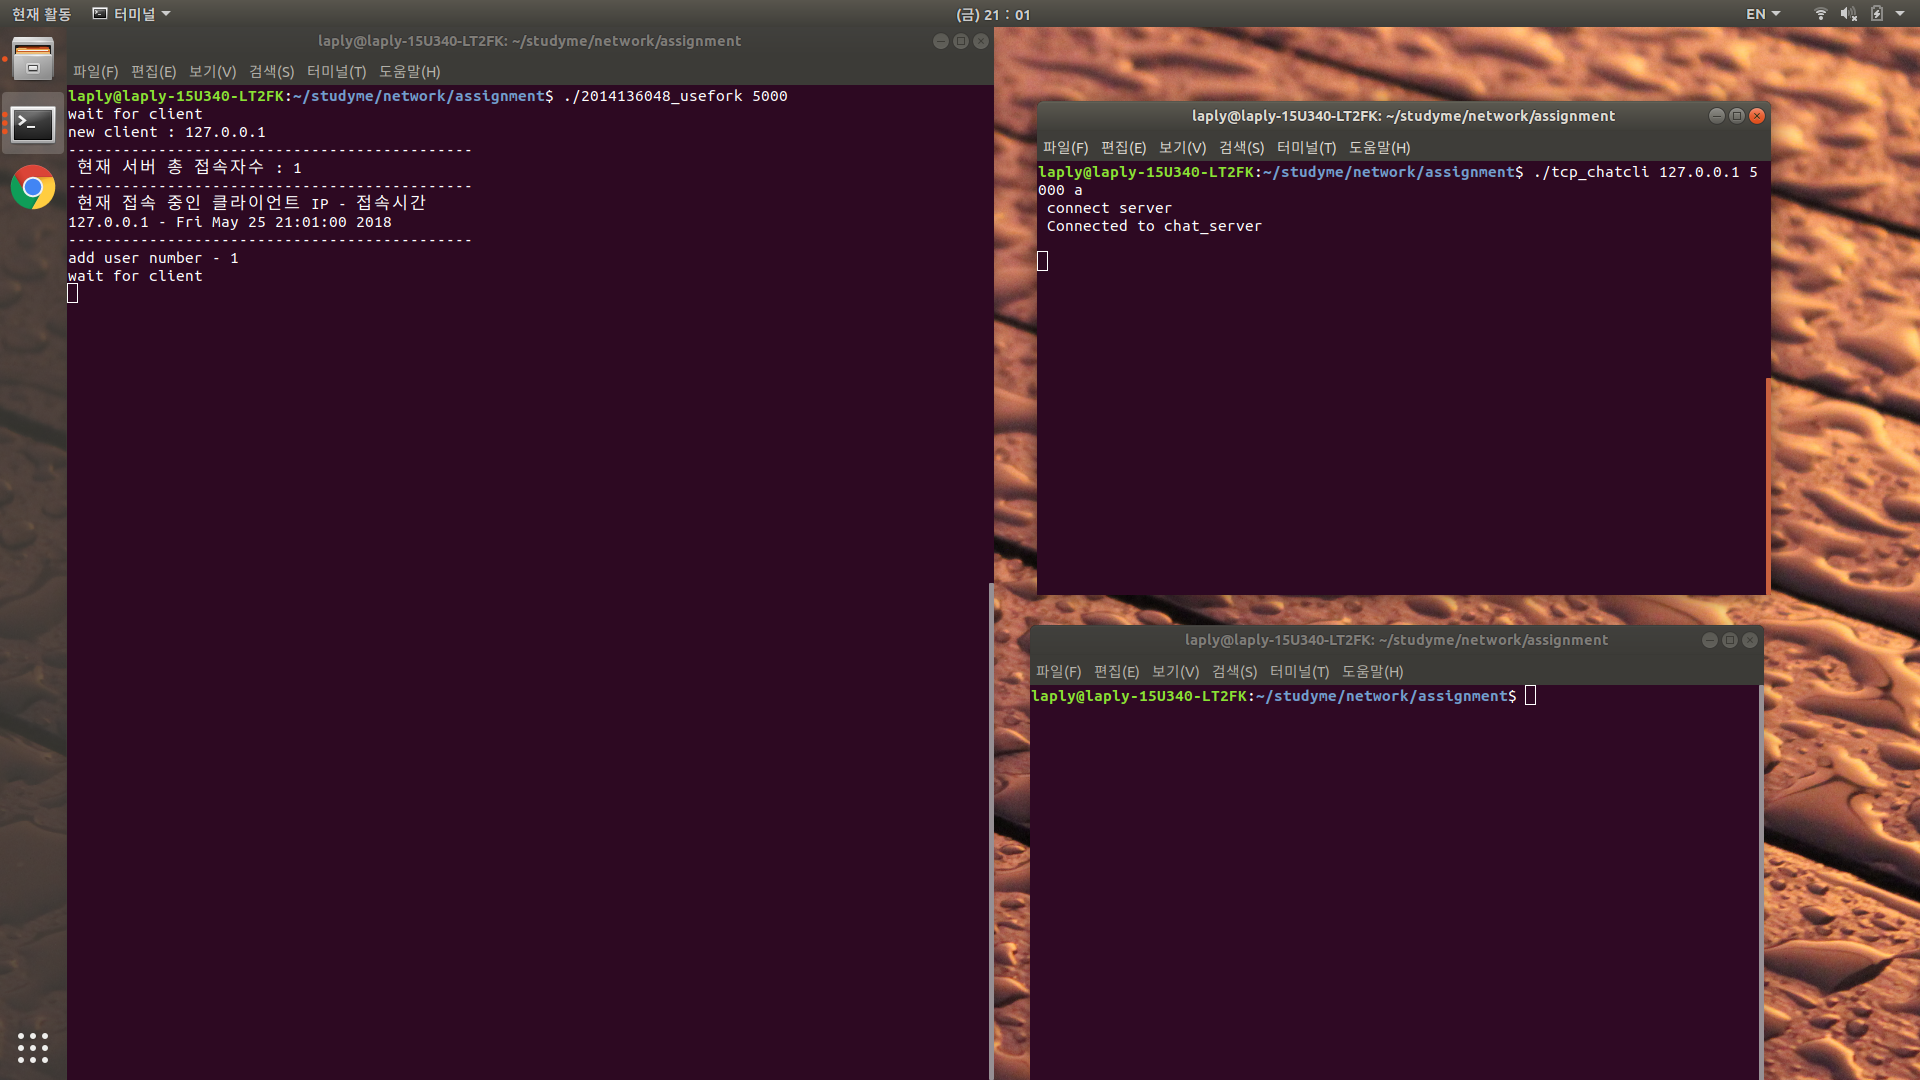 현재 활동 터미널 (금) 21 : 01 EN
laply@laply-15U340-LT2FK: ~/studyme/network/assignment
파일(F) 편집(E) 보기(V) 검색(S) 터미널(T) 도움말(H)
laply@laply-15U340-LT2FK:~/studyme/network/assignment$ ./2014136048_usefork 5000
wait for client
new client : 127.0.0.1
---------------------------------------------
현재 서버 총 접속자수 : 1
---------------------------------------------
현재 접속 중인 클라이언트 IP - 접속시간
127.0.0.1 - Fri May 25 21:01:00 2018
---------------------------------------------
add user number - 1
wait for client
laply@laply-15U340-LT2FK: ~/studyme/network/assignment
파일(F) 편집(E) 보기(V) 검색(S) 터미널(T) 도움말(H)
laply@laply-15U340-LT2FK:~/studyme/network/assignment$ ./tcp_chatcli 127.0.0.1 5
000 a
connect server
Connected to chat_server
laply@laply-15U340-LT2FK: ~/studyme/network/assignment
파일(F) 편집(E) 보기(V) 검색(S) 터미널(T) 도움말(H)
laply@laply-15U340-LT2FK:~/studyme/network/assignment$